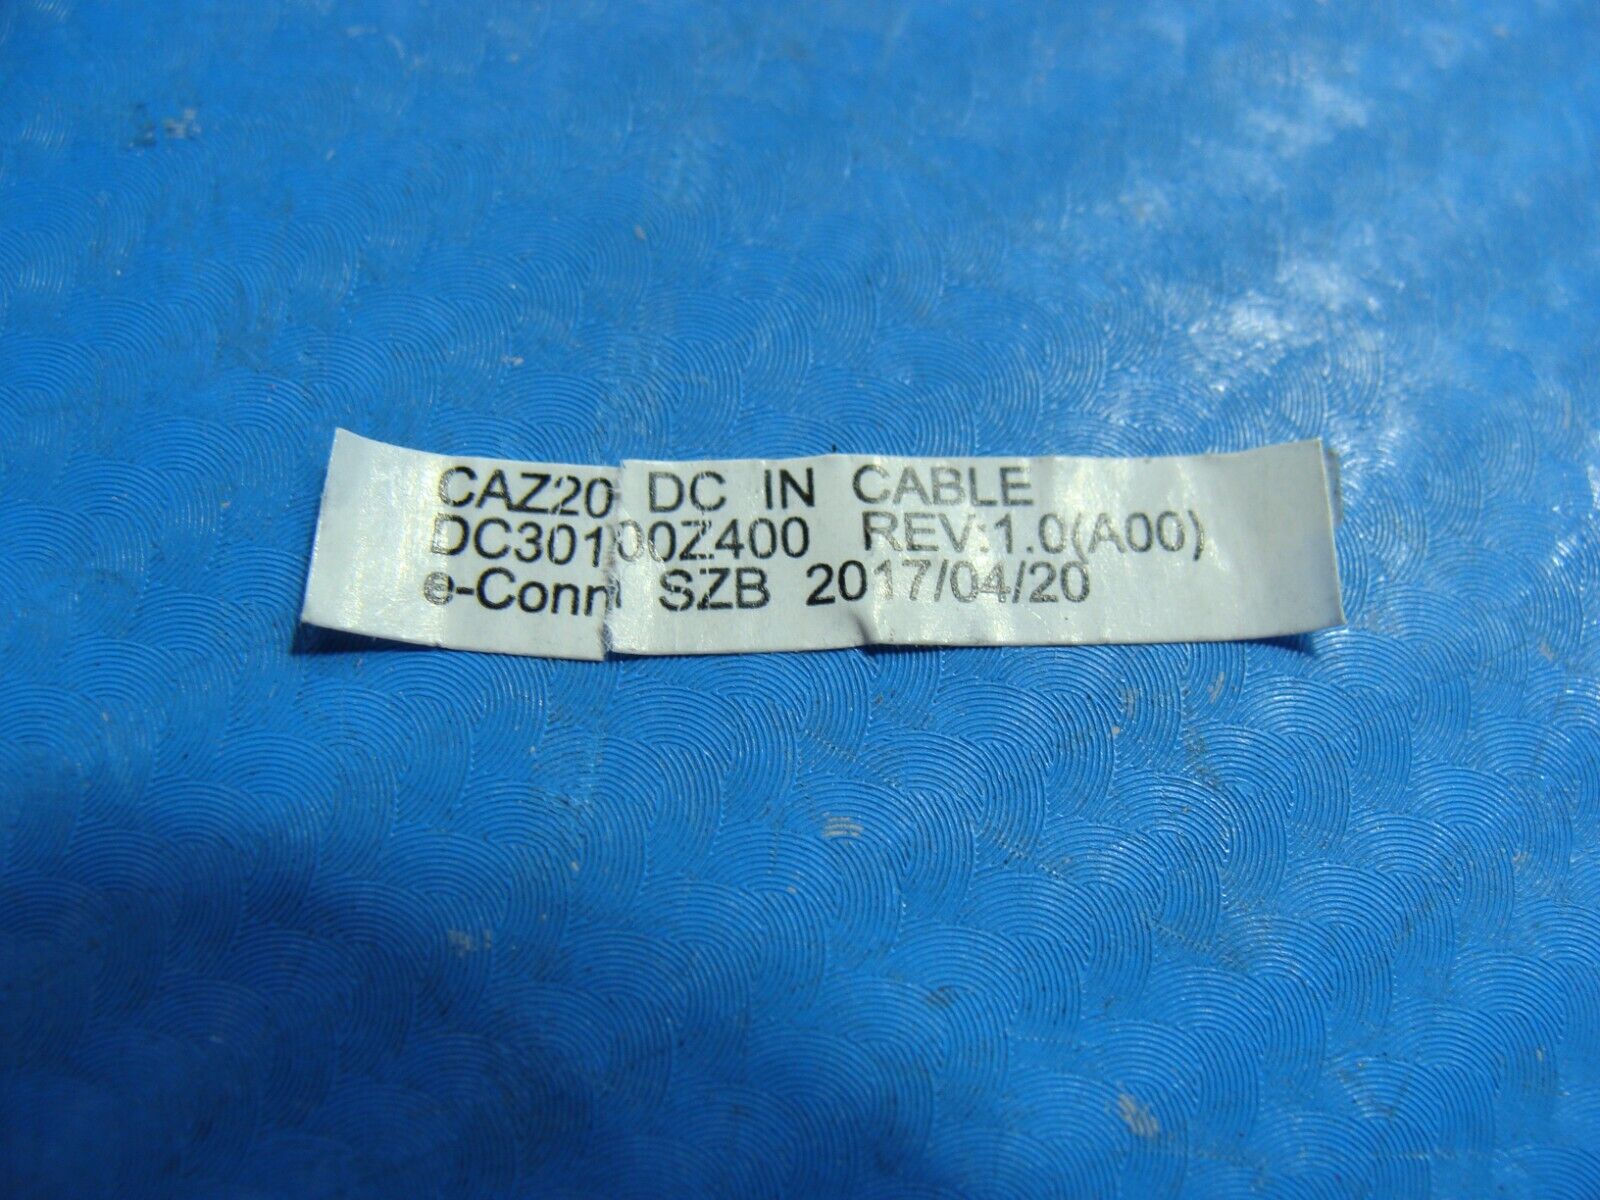 CAZ20 DC IN CABLE
DC30100Z400 REV:1.0(A00)
e-Conn SZB 2017/04/20